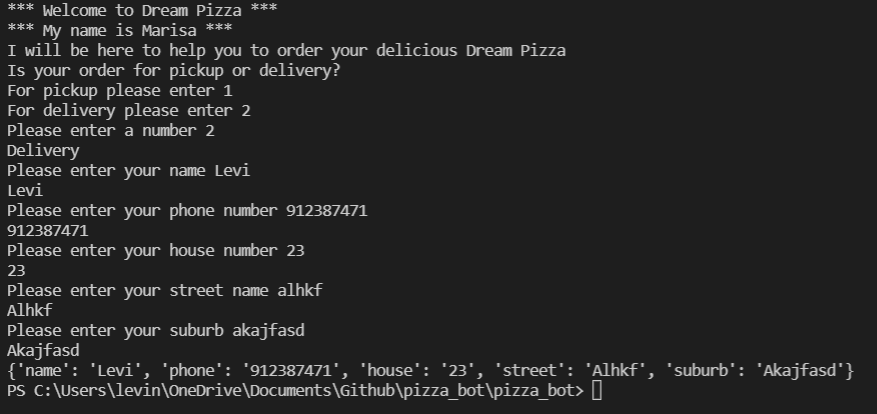 *** Welcome to Dream Pizza ***
*** My name is Marisa ***
I will be here to help you to order your delicious Dream Pizza
Is your order for pickup or delivery?
For pickup please enter 1
For delivery please enter 2
Please enter a number 2
Delivery
Please enter your name Levi
Levi
Please enter your phone number 912387471
912387471
Please enter your house number 23
23
Please enter your street name alhkf
Alhkf
Please enter your suburb akajfasd
Akajfasd
{'name': 'Levi', 'phone': '912387471', 'house': '23', 'street': 'Alhkf', 'suburb': 'Akajfasd'}
PS C:\Users\levin\OneDrive\Documents\Github\pizza_bot\pizza_bot>